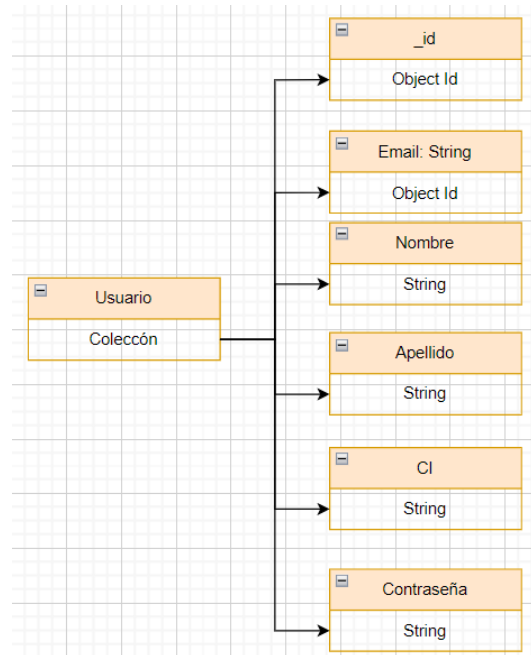 _id
Object Id
Email: String
Object Id
Nombre
String
Usuario
Coleccón
Apellido
String
CI
String
Contraseña
String